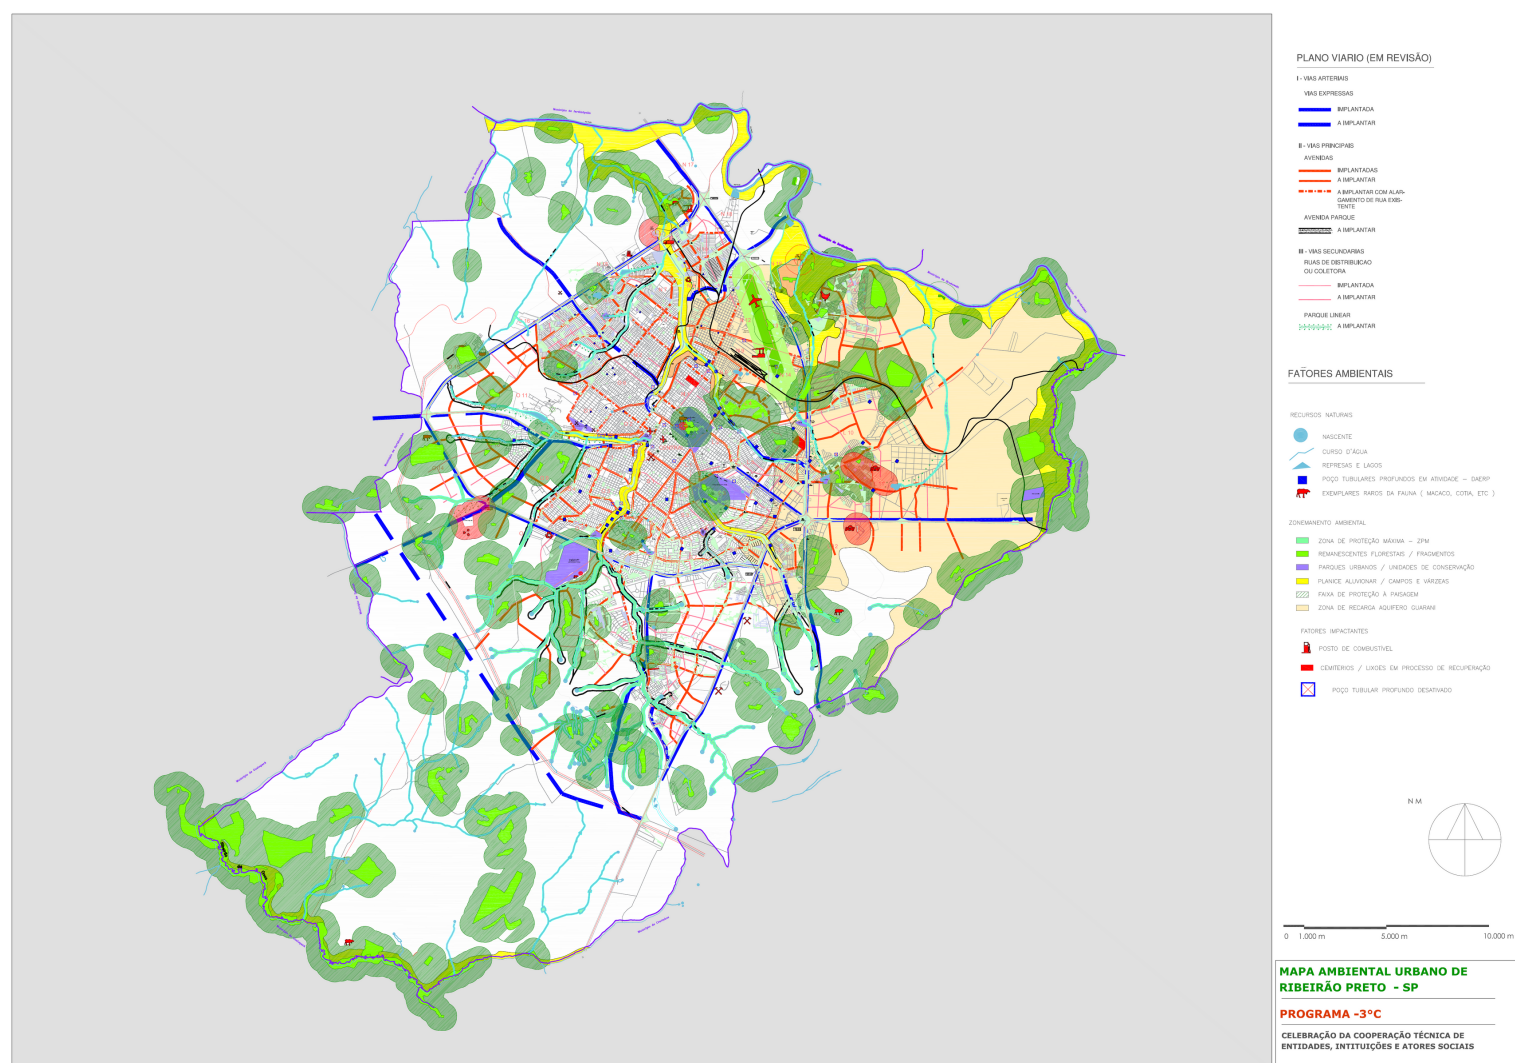 PLANO VIARIO (EM REVISÃO)
I - VIAS ARTERIAIS
VIAS EXPRESSAS
IMPLANTADA
A IMPLANTAR
II - VIAS PRINCIPAIS
AVENIDAS
IMPLANTADAS
A IMPLANTAR
A IMPLANTAR COM ALAR-
GAMENTO DE RUA EXIS-
TENTE
AVENIDA PARQUE
A IMPLANTAR
III - VIAS SECUNDARIAS
RUAS DE DISTRIBUICAO
OU COLETORA
IMPLANTADA
A IMPLANTAR
PARQUE LINEAR
A IMPLANTAR
FATORES AMBIENTAIS
RECURSOS NATURAIS
NASCENTE
CURSO D'ÁGUA
REPRESAS E LAGOS
POÇO TUBULARES PROFUNDOS EM ATIVIDADE – DAERP
EXEMPLARES RAROS DA FAUNA ( MACACO, COTIA, ETC )
ZONEMANENTO AMBIENTAL
ZONA DE PROTEÇÃO MÁXIMA – ZPM
REMANESCENTES FLORESTAIS / FRAGMENTOS
PARQUES URBANOS / UNIDADES DE CONSERVAÇÃO
PLANICE ALUVIONAR / CAMPOS E VÁRZEAS
FAIXA DE PROTEÇÃO À PAISAGEM
ZONA DE RECARGA AQUIFERO GUARANI
FATORES IMPACTANTES
POSTO DE COMBUSTIVEL
CEMITÉRIOS / LIXOES EM PROCESSO DE RECUPERAÇÃO
POÇO TUBULAR PROFUNDO DESATIVADO
N M
0 1.000 m 5.000 m 10.000 m
MAPA AMBIENTAL URBANO DE
RIBEIRÃO PRETO - SP
PROGRAMA -3°C
CELEBRAÇÃO DA COOPERAÇÃO TÉCNICA DE
ENTIDADES, INTITUIÇÕES E ATORES SOCIAIS